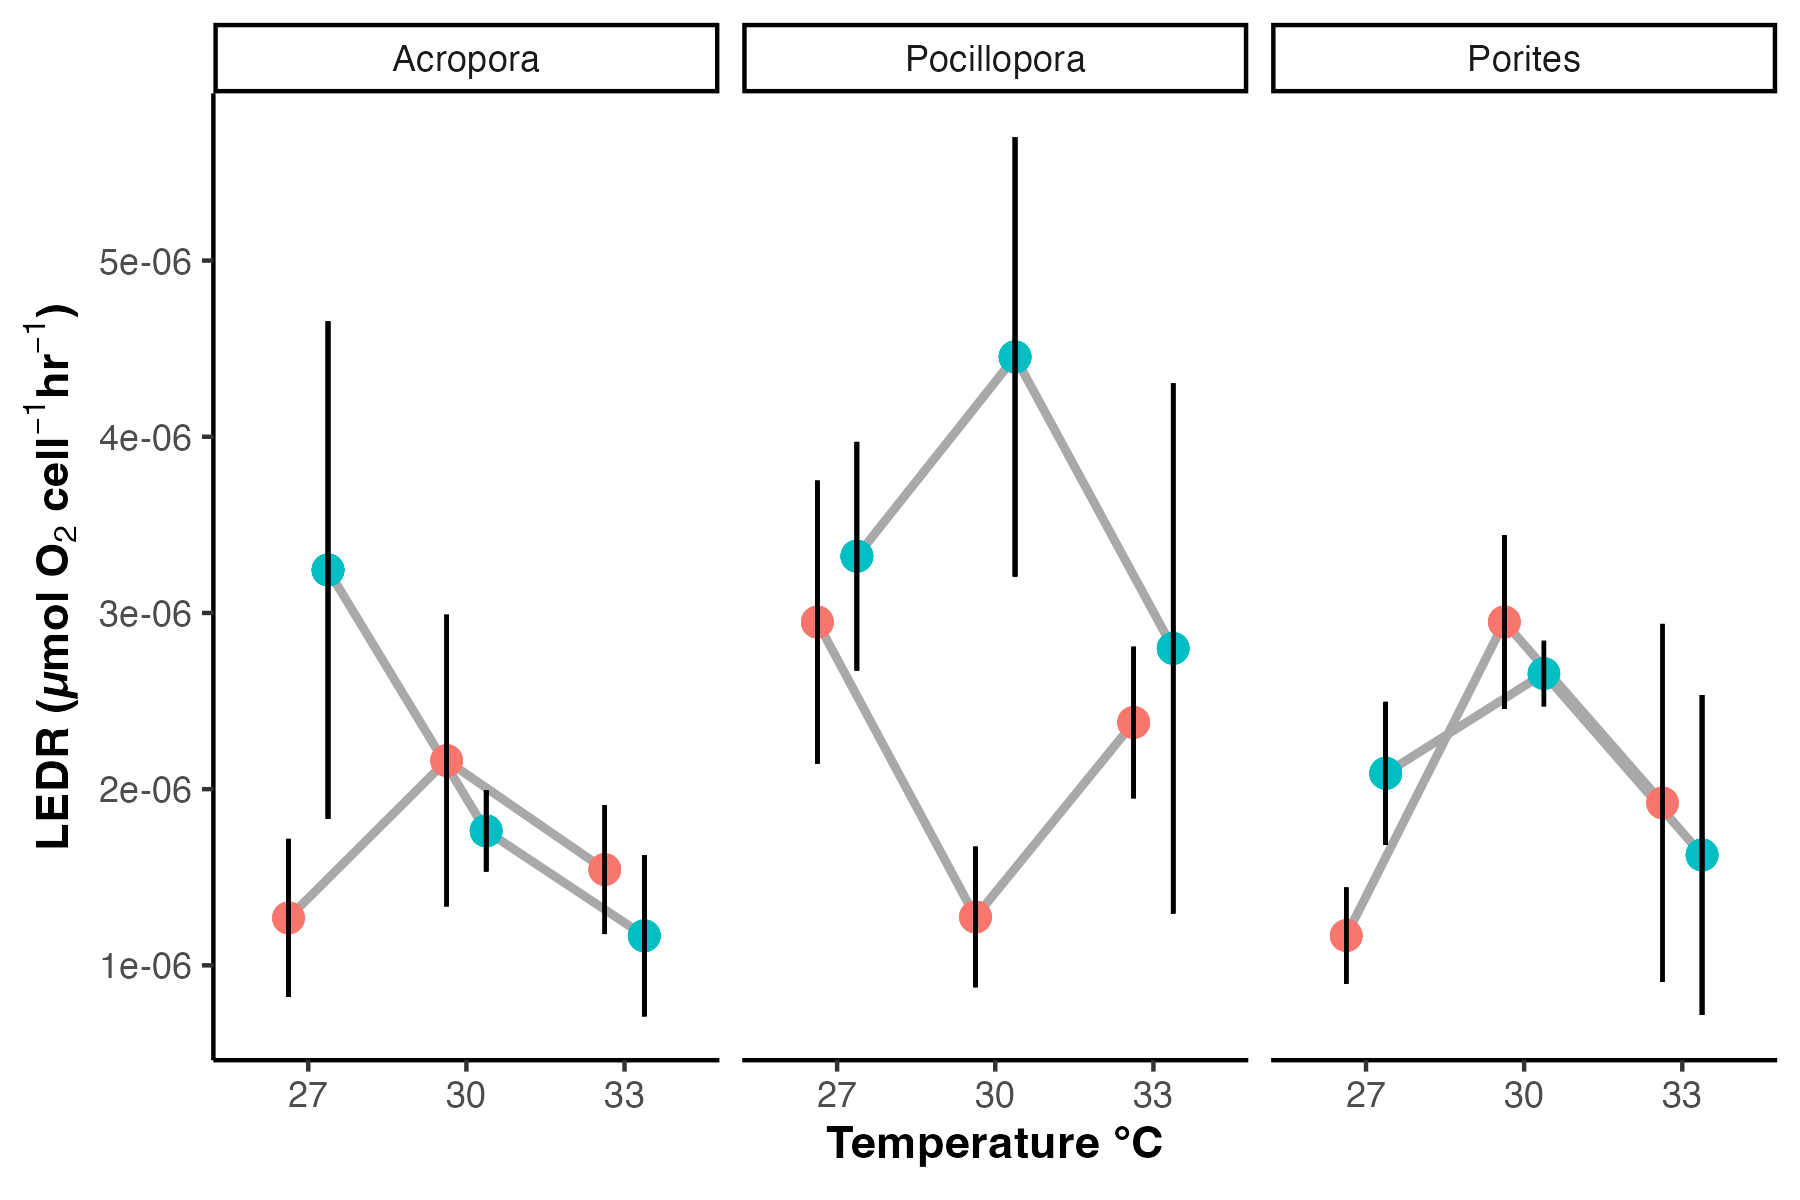 Acropora
Pocillopora
Porites
5e-06
4e-06
3e-06
2e-06
1e-06
LEDR (µmol O₂ cell⁻¹hr⁻¹)
27 30 33 27 30 33 27 30 33
Temperature °C